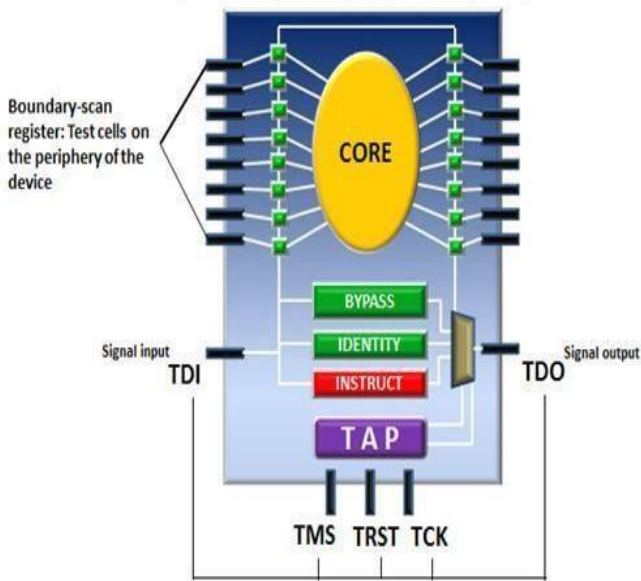 Boundary-scan
register: Test cells on
the periphery of the
device
CORE
BYPASS
IDENTITY
INSTRUCT
TAP
Signal input
TDI
Signal output
TDO
TMS TRST TCK